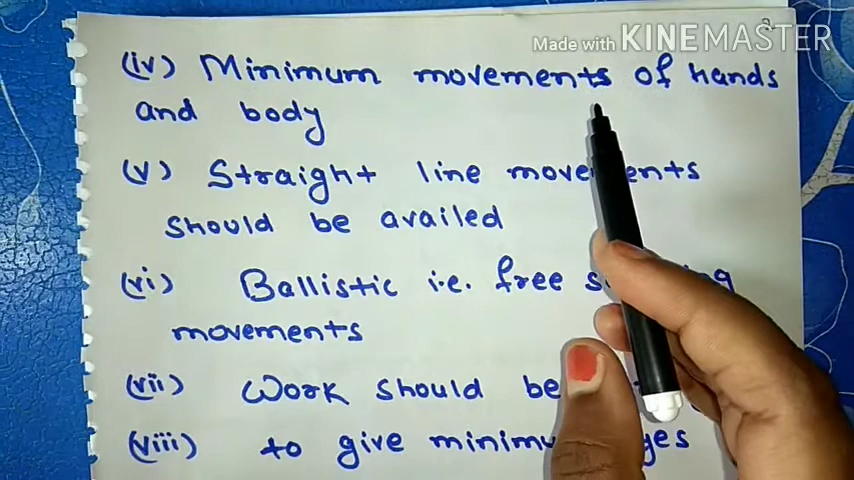 Made with KINEMASTER
(iv) Minimum movements of hands
and body
(v) Straight line movements
should be availed
(vi) Ballistic i.e. free
movements
(vii) Work should be
(viii) to give